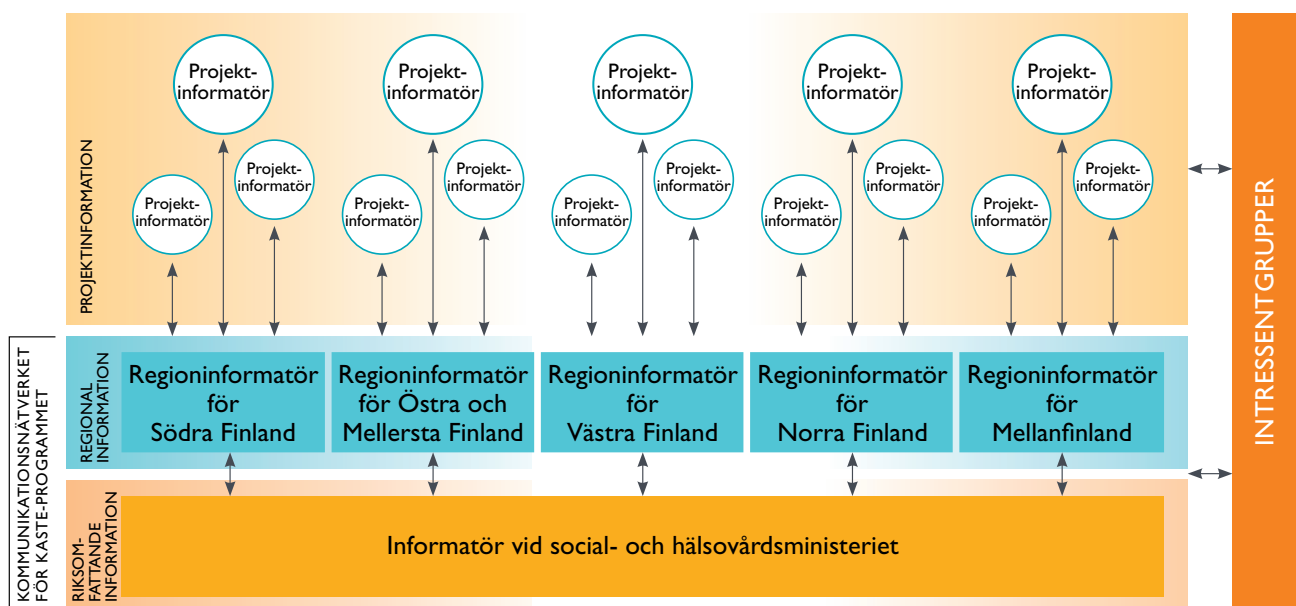 Projekt-
informatör
Projekt-
informatör
Projekt-
informatör
Projekt-
informatör
Projekt-
informatör
Projekt-
informatör
Projekt-
informatör
Projekt-
informatör
Projekt-
informatör
Projekt-
informatör
Projekt-
informatör
Projekt-
informatör
Projekt-
informatör
Projekt-
informatör
Projekt-
informatör
PROJEKTINFORMATION
KOMMUNIKATIONSNÄTVERKET
FÖR KASTE-PROGRAMMET
REGIONAL
INFORMATION
Regioninformatör
för
Södra Finland
Regioninformatör
för Östra och
Mellersta Finland
Regioninformatör
för
Västra Finland
Regioninformatör
för
Norra Finland
Regioninformatör
för
Mellanfinland
RIKSOM-
FATTANDE
INFORMATION
Informatör vid social- och hälsovårdsministeriet
INTRESSENTGRUPPER